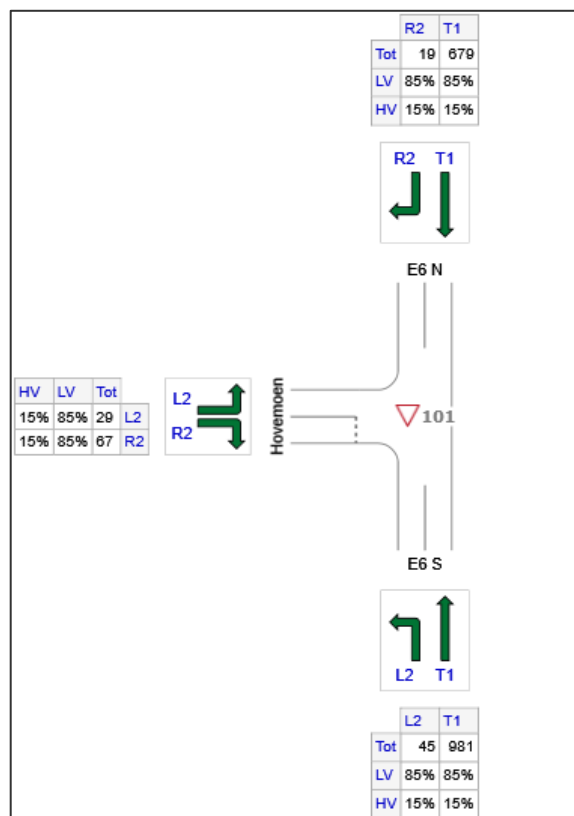 R2 T1
Tot 19 679
LV 85% 85%
HV 15% 15%
R2 T1
E6 N
HV LV Tot
15% 85% 29 L2
15% 85% 67 R2
L2
R2
Hovemoen
101
E6 S
L2 T1
L2 T1
Tot 45 981
LV 85% 85%
HV 15% 15%